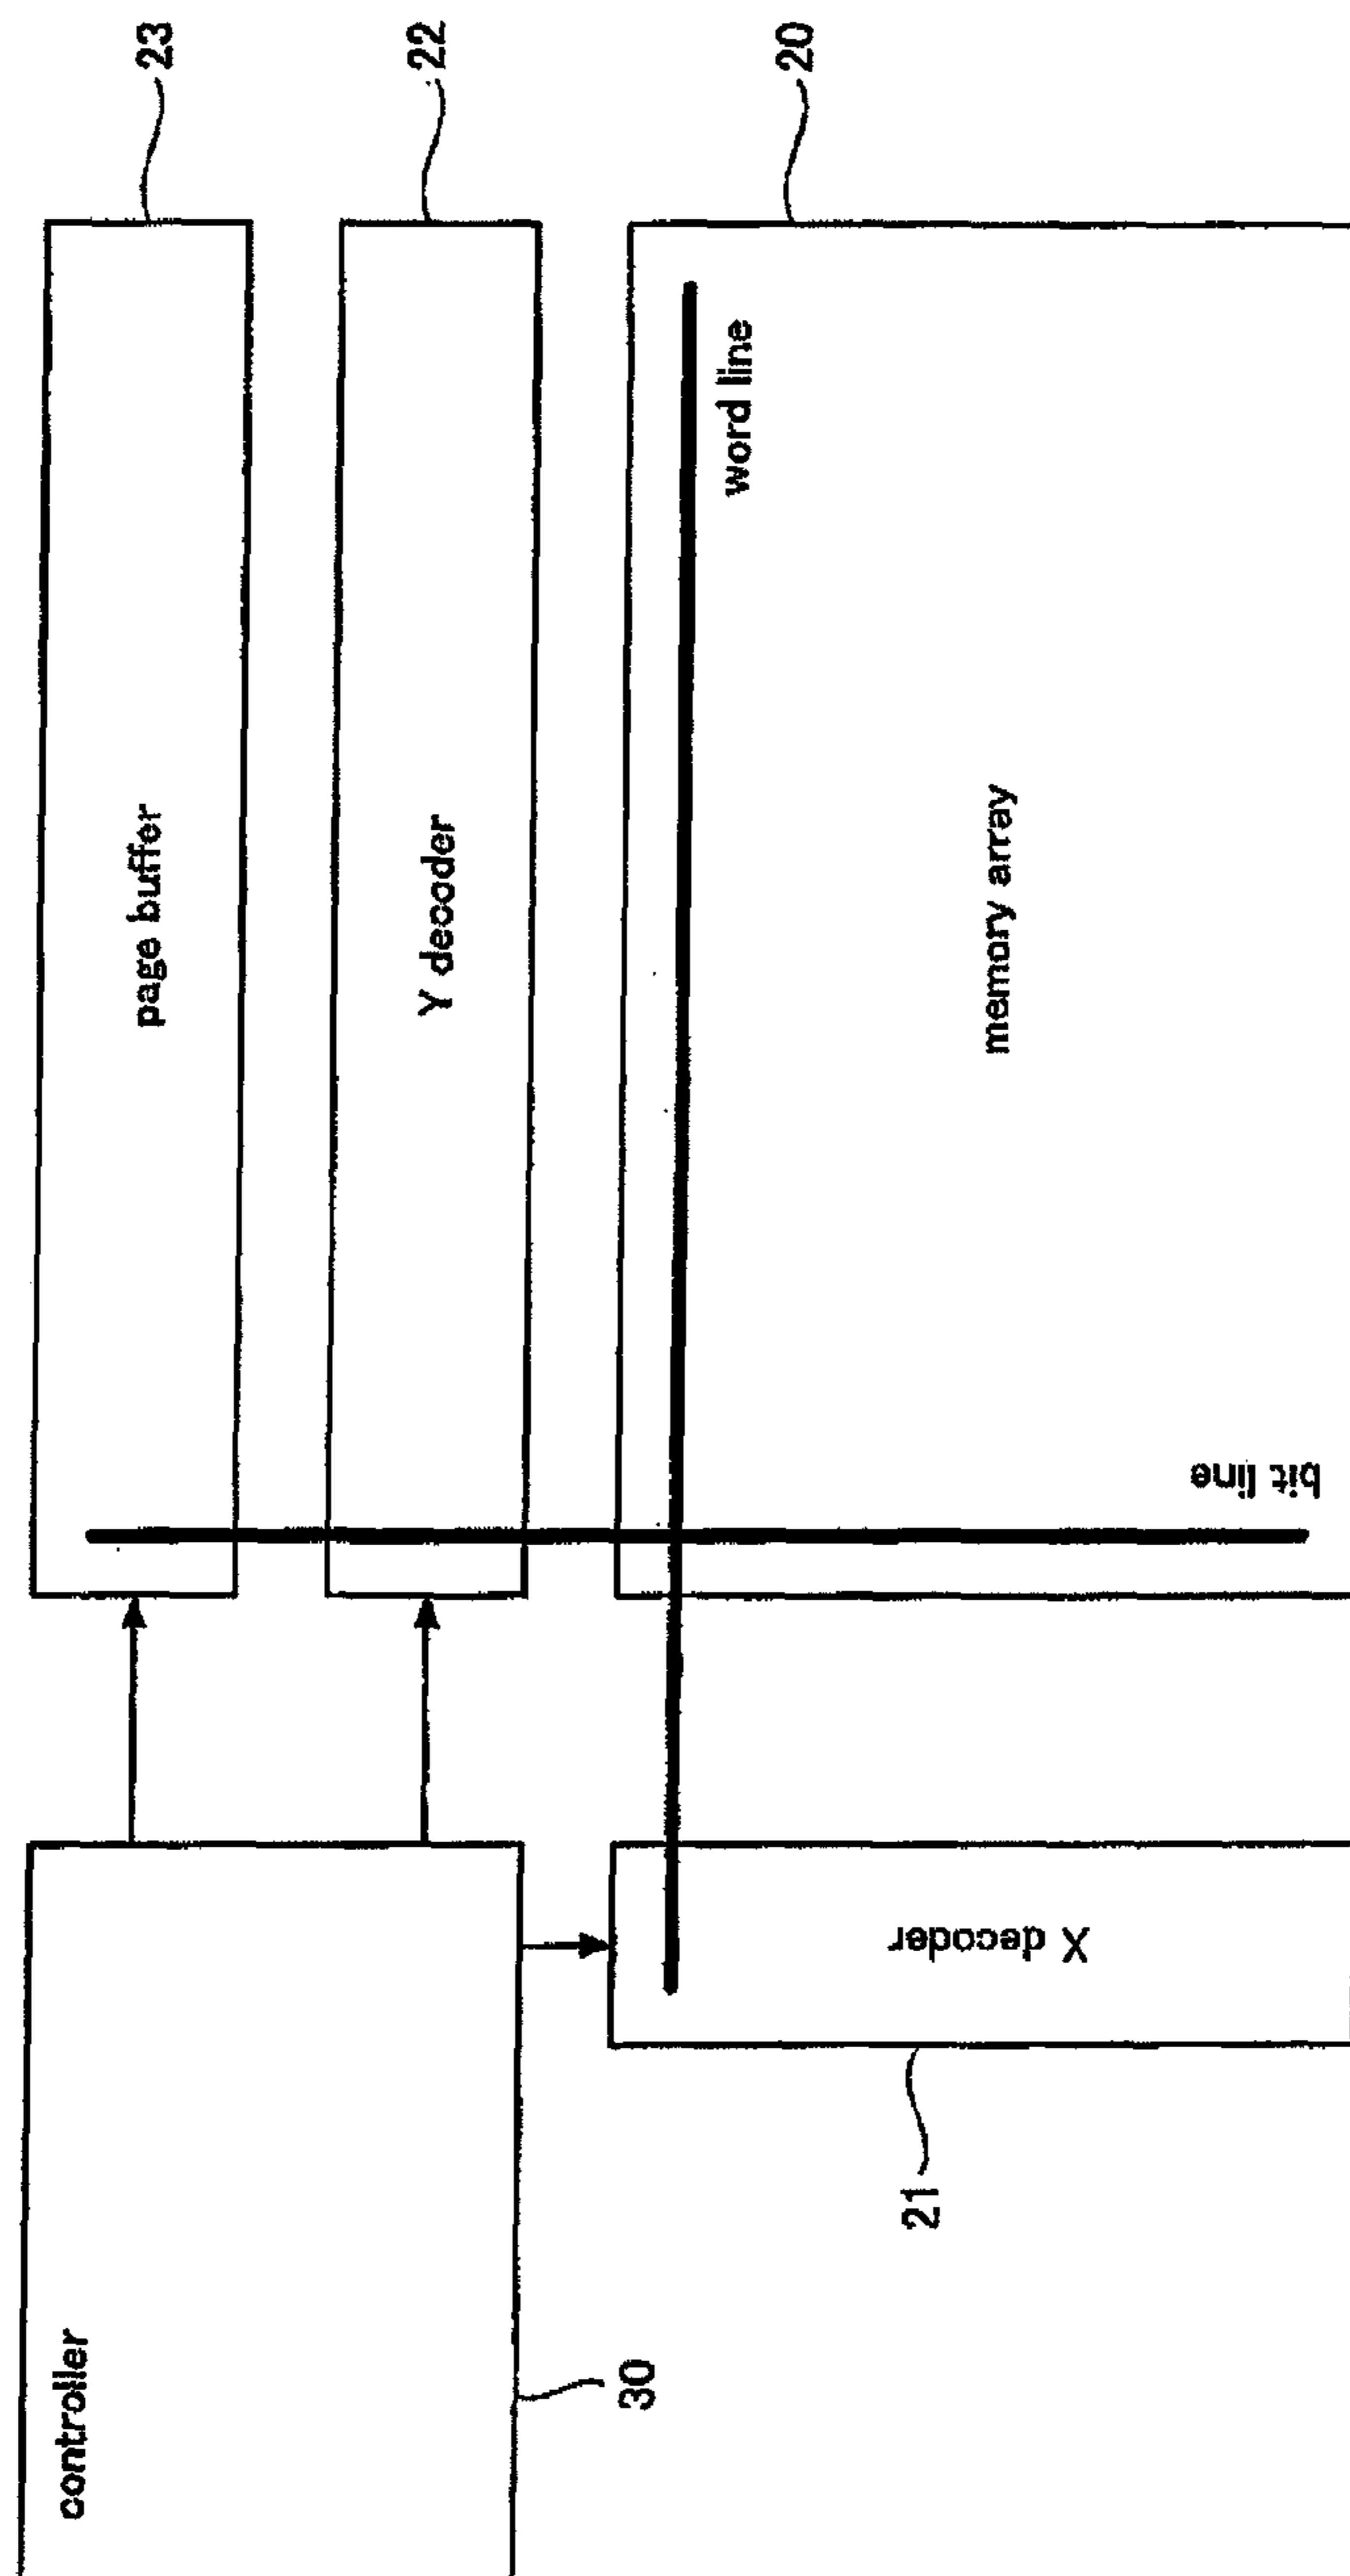 23
page buffer
22
Y decoder
20
word line
memory array
bit line
controller
30
X decoder
21